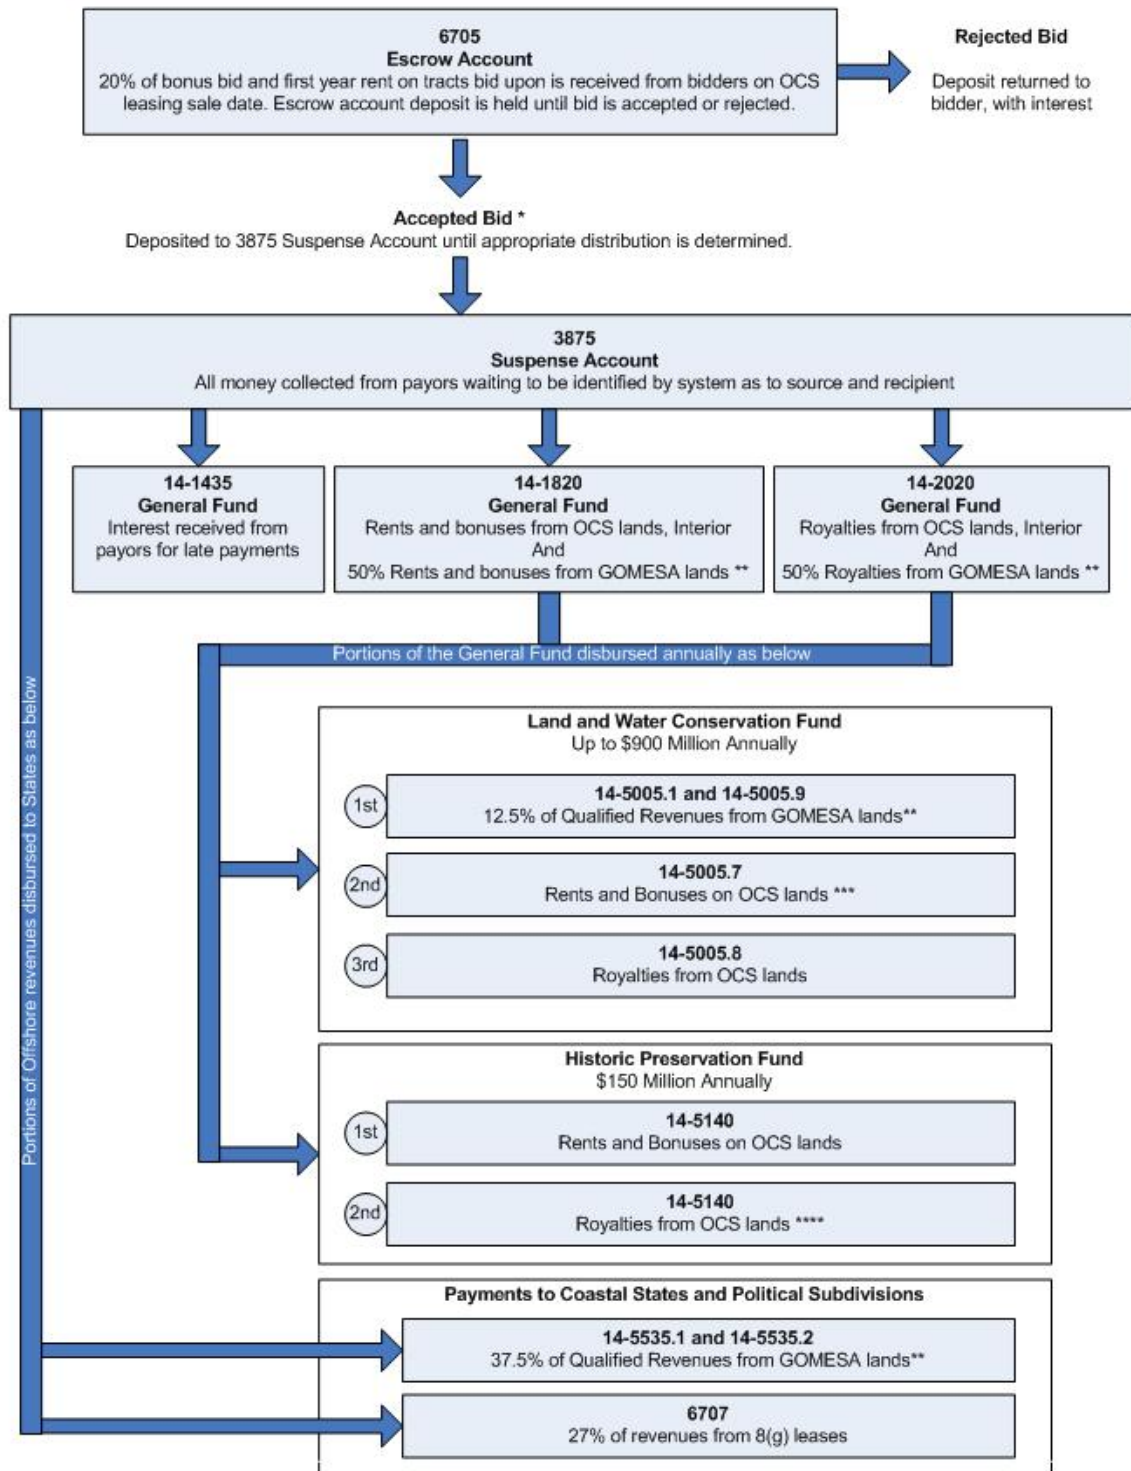 6705
Escrow Account
20% of bonus bid and first year rent on tracts bid upon is received from bidders on OCS
leasing sale date. Escrow account deposit is held until bid is accepted or rejected.
Rejected Bid
Deposit returned to
bidder, with interest
Accepted Bid *
Deposited to 3875 Suspense Account until appropriate distribution is determined.
3875
Suspense Account
All money collected from payors waiting to be identified by system as to source and recipient
14-1435
General Fund
Interest received from
payors for late payments
14-1820
General Fund
Rents and bonuses from OCS lands, Interior
And
50% Rents and bonuses from GOMESA lands **
14-2020
General Fund
Royalties from OCS lands, Interior
And
50% Royalties from GOMESA lands **
Portions of the General Fund disbursed annually as below
Portions of Offshore revenues disbursed to States as below
Land and Water Conservation Fund
Up to $900 Million Annually
1st
14-5005.1 and 14-5005.9
12.5% of Qualified Revenues from GOMESA lands**
2nd
14-5005.7
Rents and Bonuses on OCS lands ***
3rd
14-5005.8
Royalties from OCS lands
Historic Preservation Fund
$150 Million Annually
1st
14-5140
Rents and Bonuses on OCS lands
2nd
14-5140
Royalties from OCS lands ****
Payments to Coastal States and Political Subdivisions
14-5535.1 and 14-5535.2
37.5% of Qualified Revenues from GOMESA lands**
6707
27% of revenues from 8(g) leases